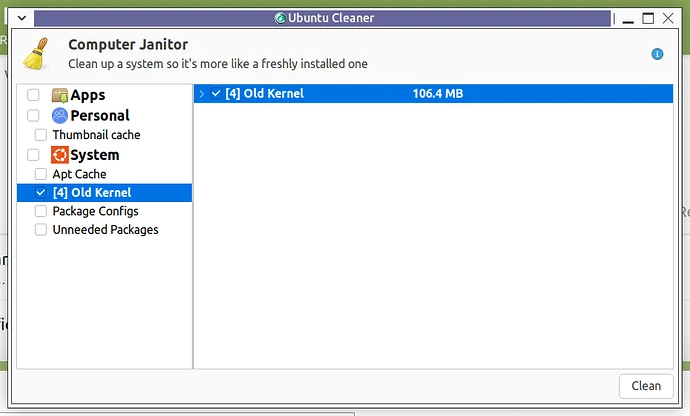 Ubuntu Cleaner
Computer Janitor
Clean up a system so it's more like a freshly installed one
Apps
Personal
Thumbnail cache
System
Apt Cache
[4] Old Kernel
Package Configs
Unneeded Packages
[4] Old Kernel 106.4 MB
Clean